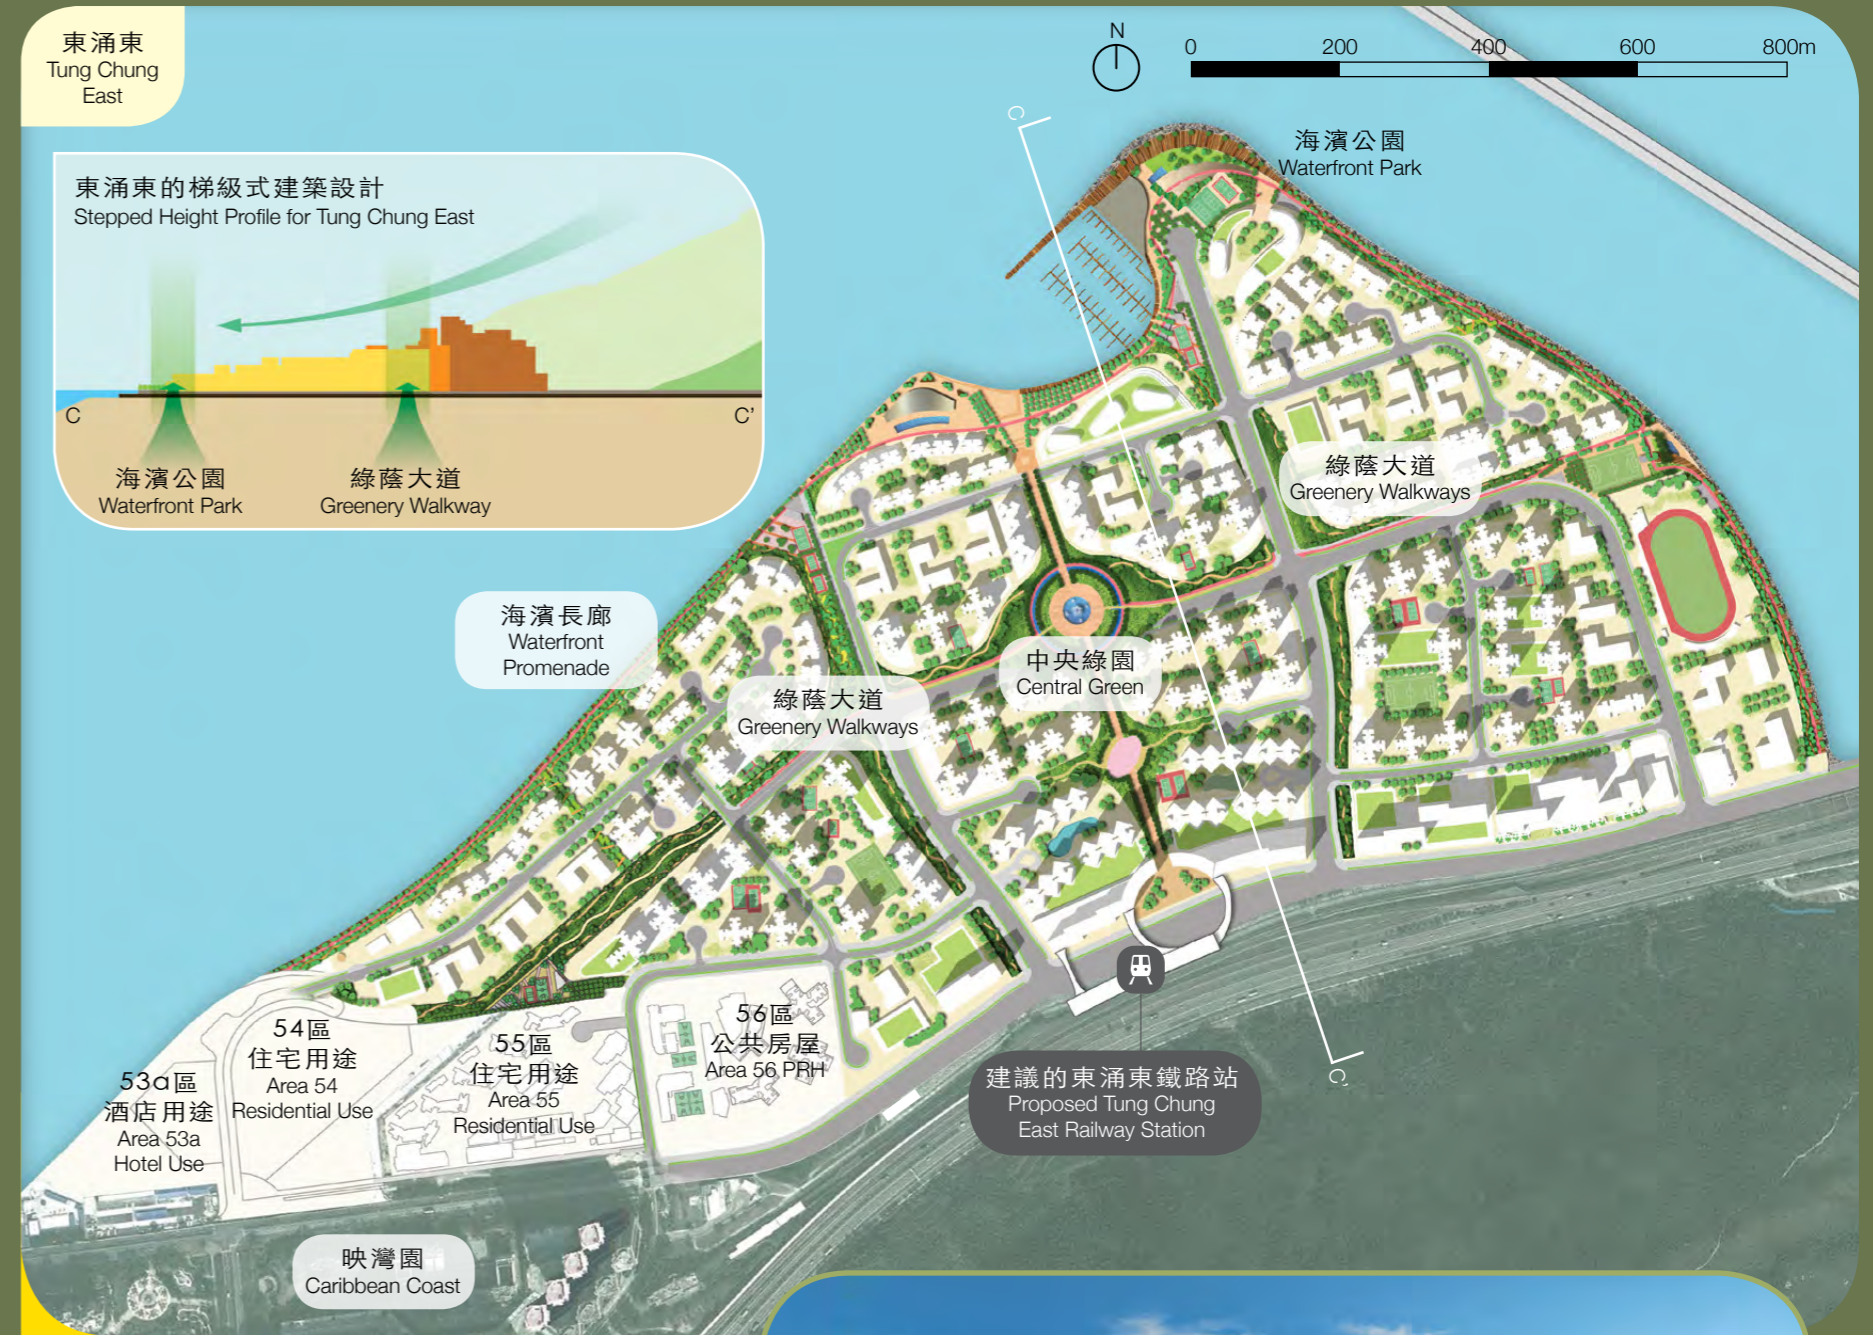 東涌東
Tung Chung
East
N
0 200 400 600 800m
C
海濱公園
Waterfront Park
東涌東的梯級式建築設計
Stepped Height Profile for Tung Chung East
C
C'
海濱公園
Waterfront Park
綠蔭大道
Greenery Walkway
綠蔭大道
Greenery Walkways
海濱長廊
Waterfront
Promenade
中央綠園
Central Green
綠蔭大道
Greenery Walkways
54區
住宅用途
Area 54
Residential Use
55區
住宅用途
Area 55
Residential Use
56區
公共房屋
Area 56 PRH
53a區
酒店用途
Area 53a
Hotel Use
建議的東涌東鐵路站
Proposed Tung Chung
East Railway Station
C'
映灣園
Caribbean Coast